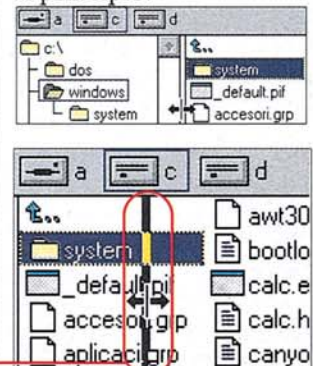 a c d
c:\
dos
windows
system
system
_default.pif
accesori.grp
a c d
system
_default.pif
accesori.grp
aplicaci.grp
awt30
bootlo
calc.e
calc.h
canyo